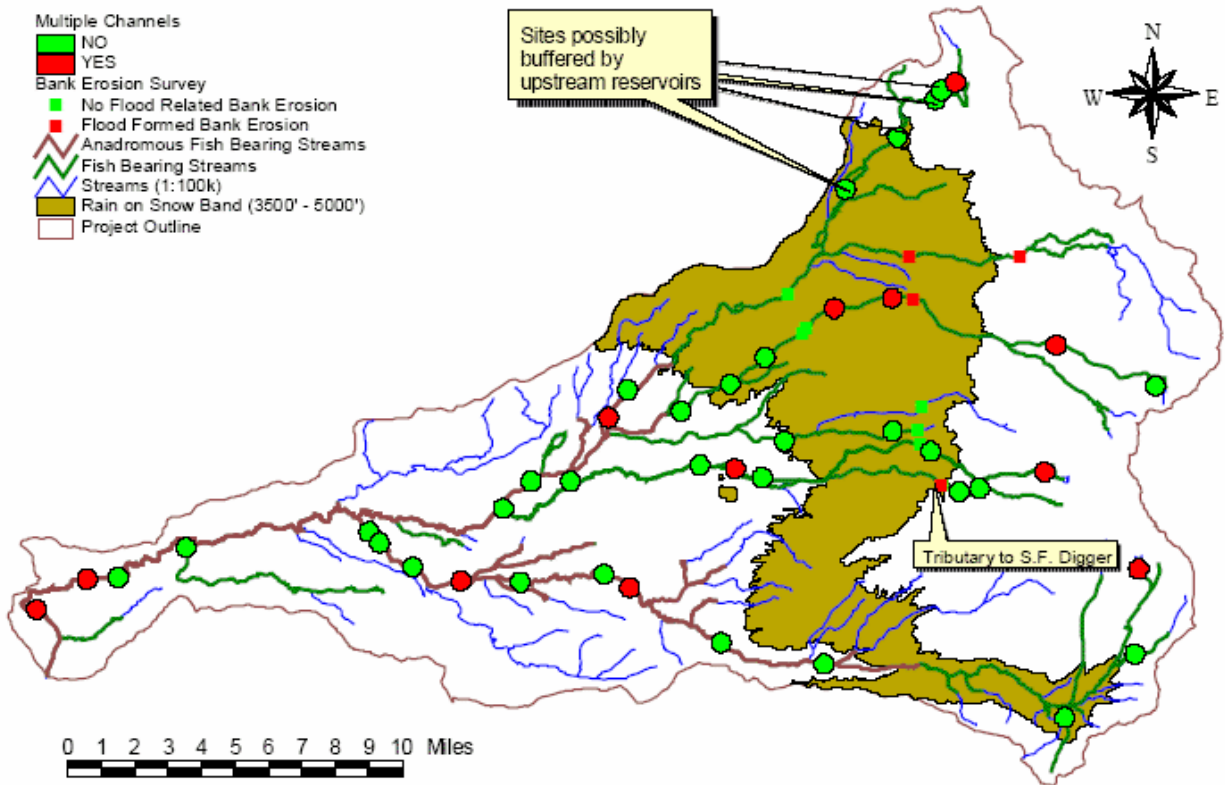 Multiple Channels
NO
YES
Bank Erosion Survey
No Flood Related Bank Erosion
Flood Formed Bank Erosion
Anadromous Fish Bearing Streams
Fish Bearing Streams
Streams (1:100k)
Rain on Snow Band (3500' - 5000')
Project Outline
Sites possibly
buffered by
upstream reservoirs
N
W E
S
Tributary to S.F. Digger
0 1 2 3 4 5 6 7 8 9 10 Miles